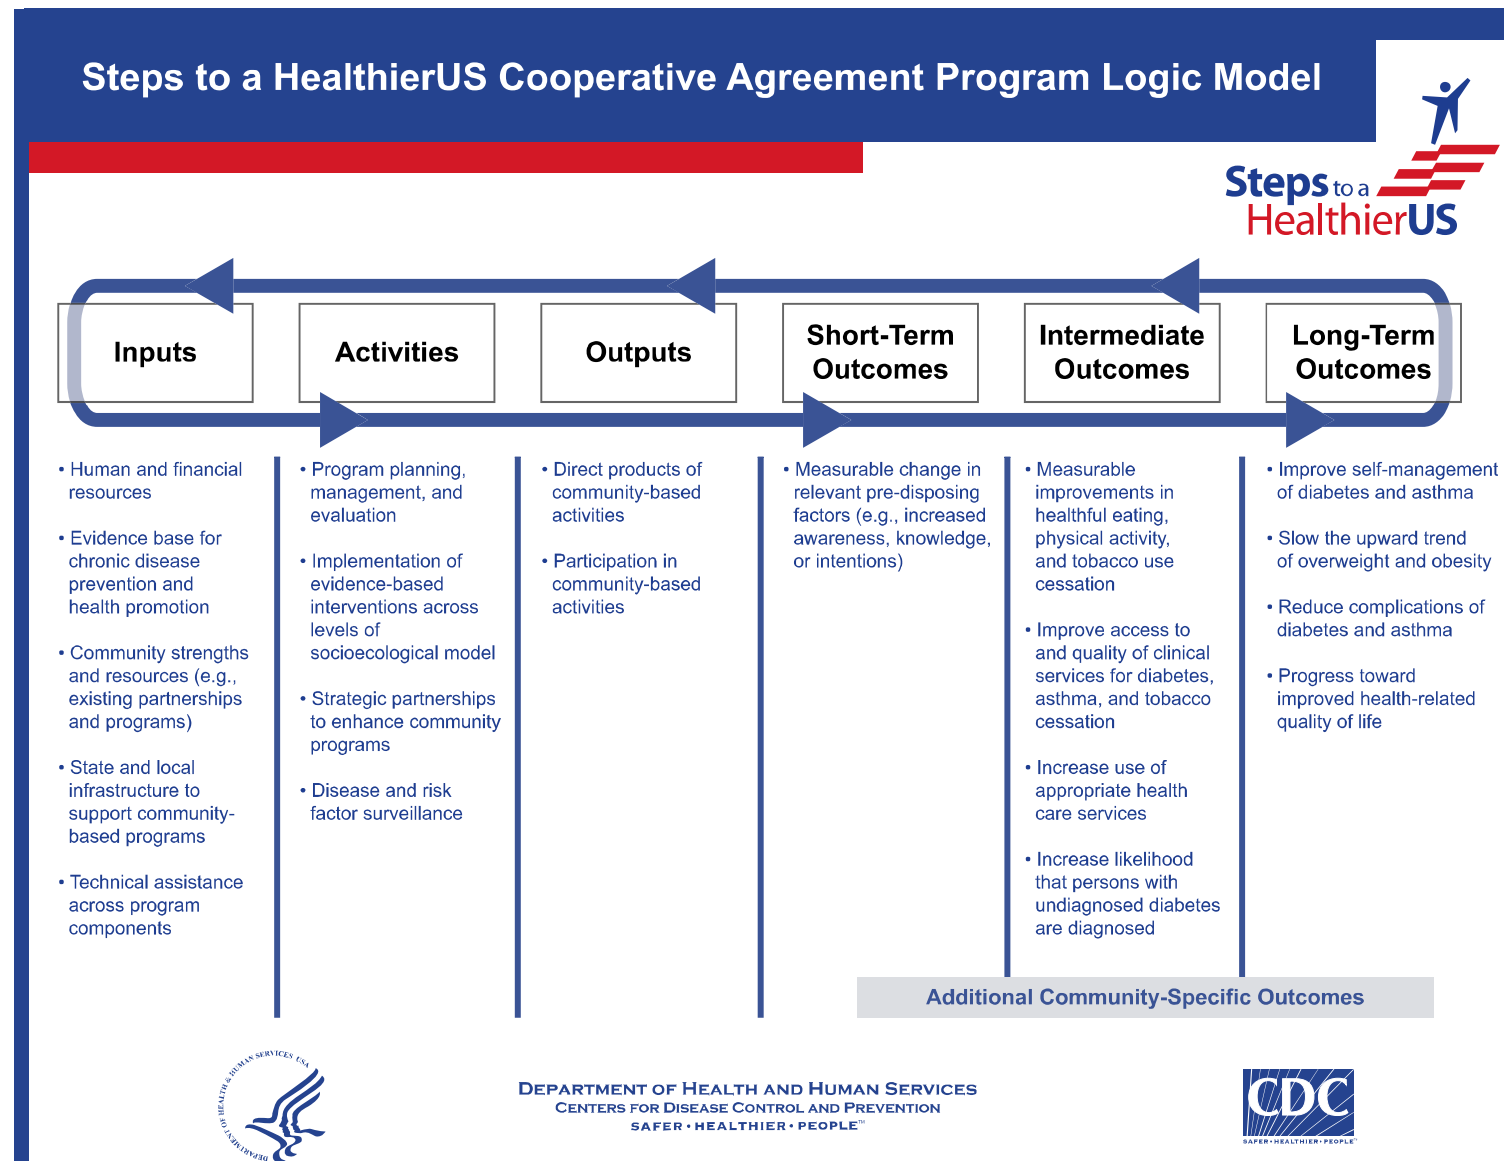 Steps to a HealthierUS Cooperative Agreement Program Logic Model
Steps to a
HealthierUS
Inputs
Activities
Outputs
Short-Term
Outcomes
Intermediate
Outcomes
Long-Term
Outcomes
• Human and financial
resources
• Evidence base for
chronic disease
prevention and
health promotion
• Community strengths
and resources (e.g.,
existing partnerships
and programs)
• State and local
infrastructure to
support community-
based programs
• Technical assistance
across program
components
• Program planning,
management, and
evaluation
• Implementation of
evidence-based
interventions across
levels of
socioecological model
• Strategic partnerships
to enhance community
programs
• Disease and risk
factor surveillance
• Direct products of
community-based
activities
• Participation in
community-based
activities
• Measurable change in
relevant pre-disposing
factors (e.g., increased
awareness, knowledge,
or intentions)
• Measurable
improvements in
healthful eating,
physical activity,
and tobacco use
cessation
• Improve access to
and quality of clinical
services for diabetes,
asthma, and tobacco
cessation
• Increase use of
appropriate health
care services
• Increase likelihood
that persons with
undiagnosed diabetes
are diagnosed
• Improve self-management
of diabetes and asthma
• Slow the upward trend
of overweight and obesity
• Reduce complications of
diabetes and asthma
• Progress toward
improved health-related
quality of life
Additional Community-Specific Outcomes
DEPARTMENT OF HEALTH & HUMAN SERVICES USA
DEPARTMENT OF HEALTH AND HUMAN SERVICES
CENTERS FOR DISEASE CONTROL AND PREVENTION
SAFER • HEALTHIER • PEOPLE™
CDC
SAFER • HEALTHIER • PEOPLE™